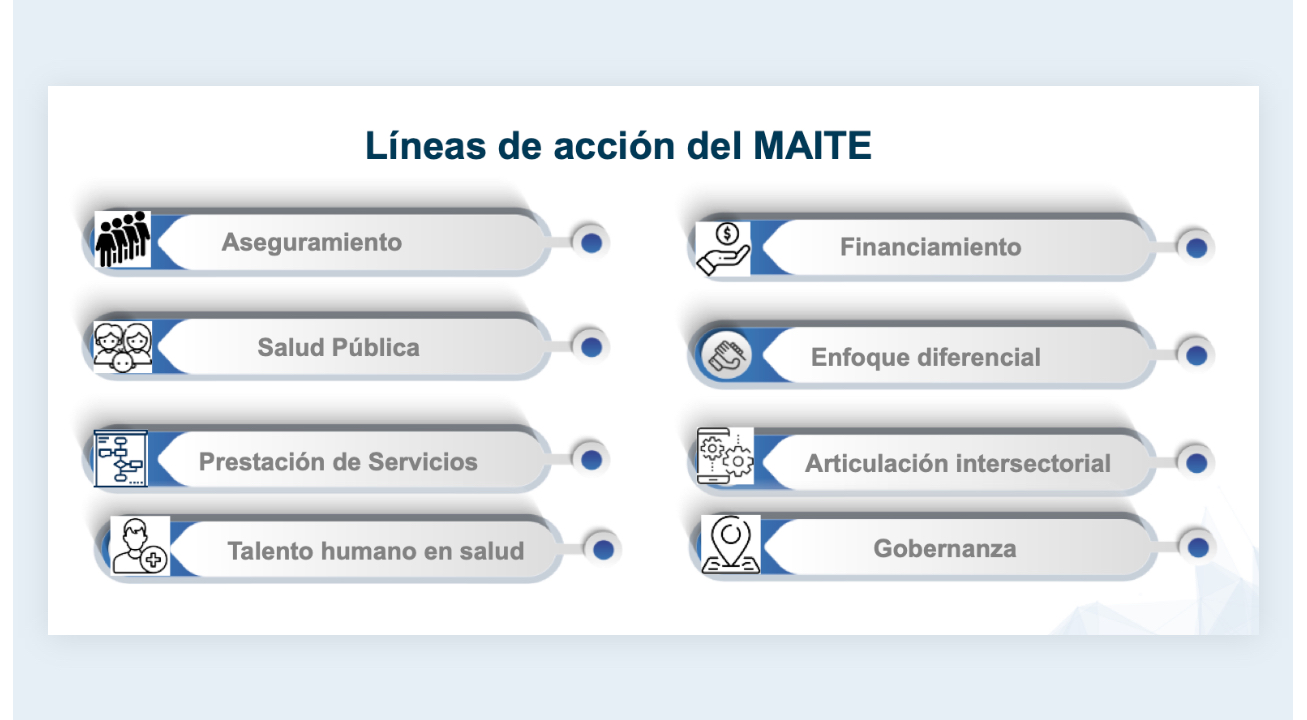 Líneas de acción del MAITE
Aseguramiento
Salud Pública
Prestación de Servicios
Talento humano en salud
Financiamiento
Enfoque diferencial
Articulación intersectorial
Gobernanza